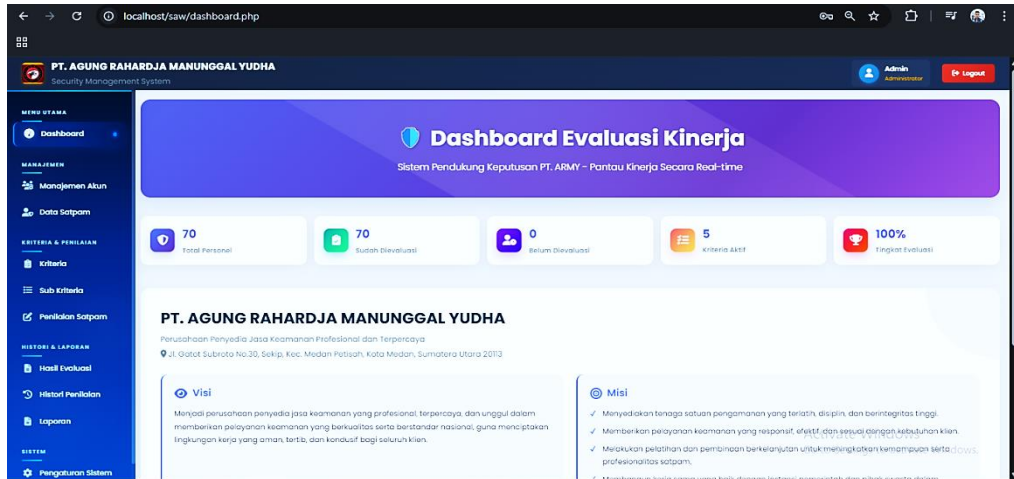 localhost/saw/dashboard.php
PT. AGUNG RAHARDJA MANUNGGAL YUDHA
Security Management System
Admin
Administrator
Logout
MENU UTAMA
Dashboard
MANAJEMEN
Manajemen Akun
Data Satpam
KRITERIA & PENILAIAN
Kriteria
Sub Kriteria
Penilaian Satpam
HISTORI & LAPORAN
Hasil Evaluasi
Histori Penilaian
Laporan
SISTEM
Pengaturan Sistem
Dashboard Evaluasi Kinerja
Sistem Pendukung Keputusan PT. ARMY - Pantau Kinerja Secara Real-time
70
Total Personel
70
Sudah Dievaluasi
0
Belum Dievaluasi
5
Kriteria Aktif
100%
Tingkat Evaluasi
PT. AGUNG RAHARDJA MANUNGGAL YUDHA
Perusahaan Penyedia Jasa Keamanan Profesional dan Terpercaya
Jl. Gatot Subroto No.30, Sekip, Kec. Medan Petisah, Kota Medan, Sumatera Utara 20113
Visi
Menjadi perusahaan penyedia jasa keamanan yang profesional, terpercaya, dan unggul dalam
memberikan pelayanan keamanan yang berkualitas serta berstandar nasional, guna menciptakan
lingkungan kerja yang aman, tertib, dan kondusif bagi seluruh klien.
Misi
✓ Menyediakan tenaga satuan pengamanan yang terlatih, disiplin, dan berintegritas tinggi.
✓ Memberikan pelayanan keamanan yang responsif, efektif, dan sesuai dengan kebutuhan klien.
Activate Windows
✓ Melakukan pelatihan dan pembinaan berkelanjutan untuk meningkatkan kemampuan serta
profesionalitas satpam.